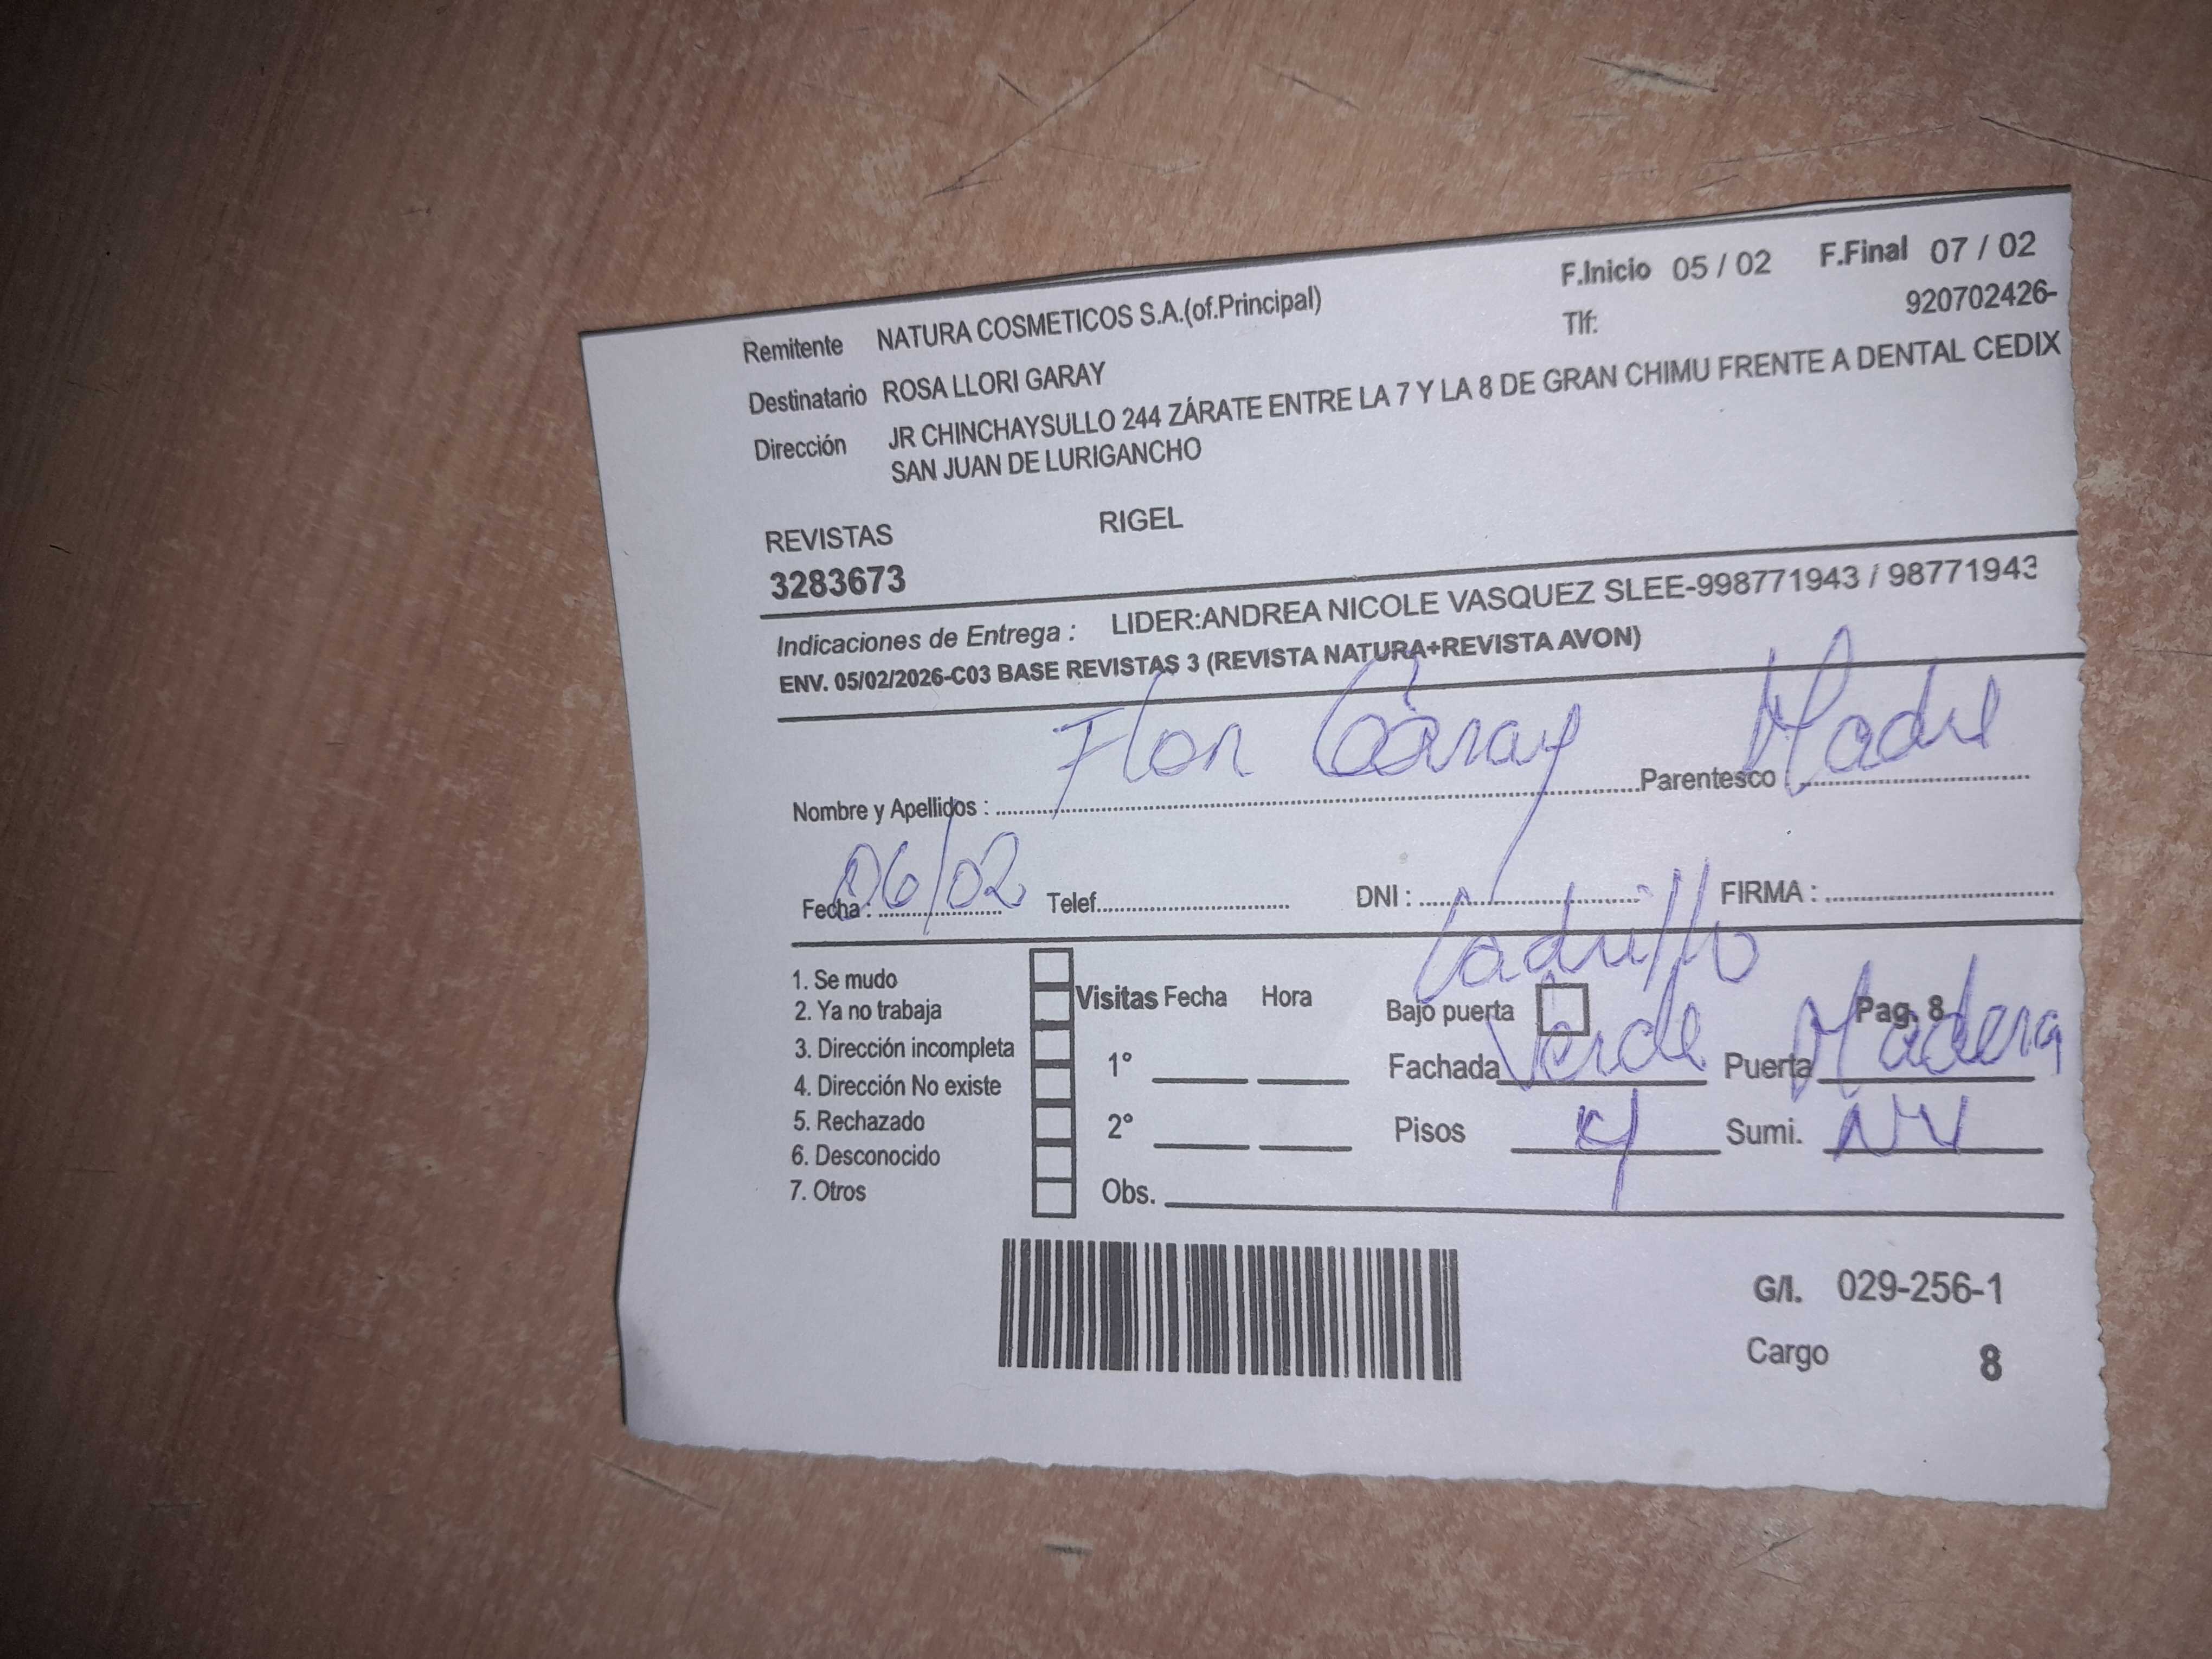 F.Inicio 05 / 02 F.Final 07 / 02
Remitente NATURA COSMETICOS S.A.(of.Principal) Tlf: 920702426-
Destinatario ROSA LLORI GARAY
Dirección JR CHINCHAYSULLO 244 ZÁRATE ENTRE LA 7 Y LA 8 DE GRAN CHIMU FRENTE A DENTAL CEDIX
SAN JUAN DE LURIGANCHO
REVISTAS RIGEL
3283673
Indicaciones de Entrega : LIDER:ANDREA NICOLE VASQUEZ SLEE-998771943 / 98771943
ENV. 05/02/2026-C03 BASE REVISTAS 3 (REVISTA NATURA+REVISTA AVON)
Nombre y Apellidos : Flor Garay Parentesco Madre
Fecha : 06/02 Telef. DNI : FIRMA :
Ladrillo
1. Se mudo
2. Ya no trabaja
3. Dirección incompleta
4. Dirección No existe
5. Rechazado
6. Desconocido
7. Otros
Visitas Fecha Hora
1°
2°
Obs.
Bajo puerta Pag. 8
Fachada Verde Puerta Madera
Pisos 4 Sumi.
G/I. 029-256-1
Cargo 8